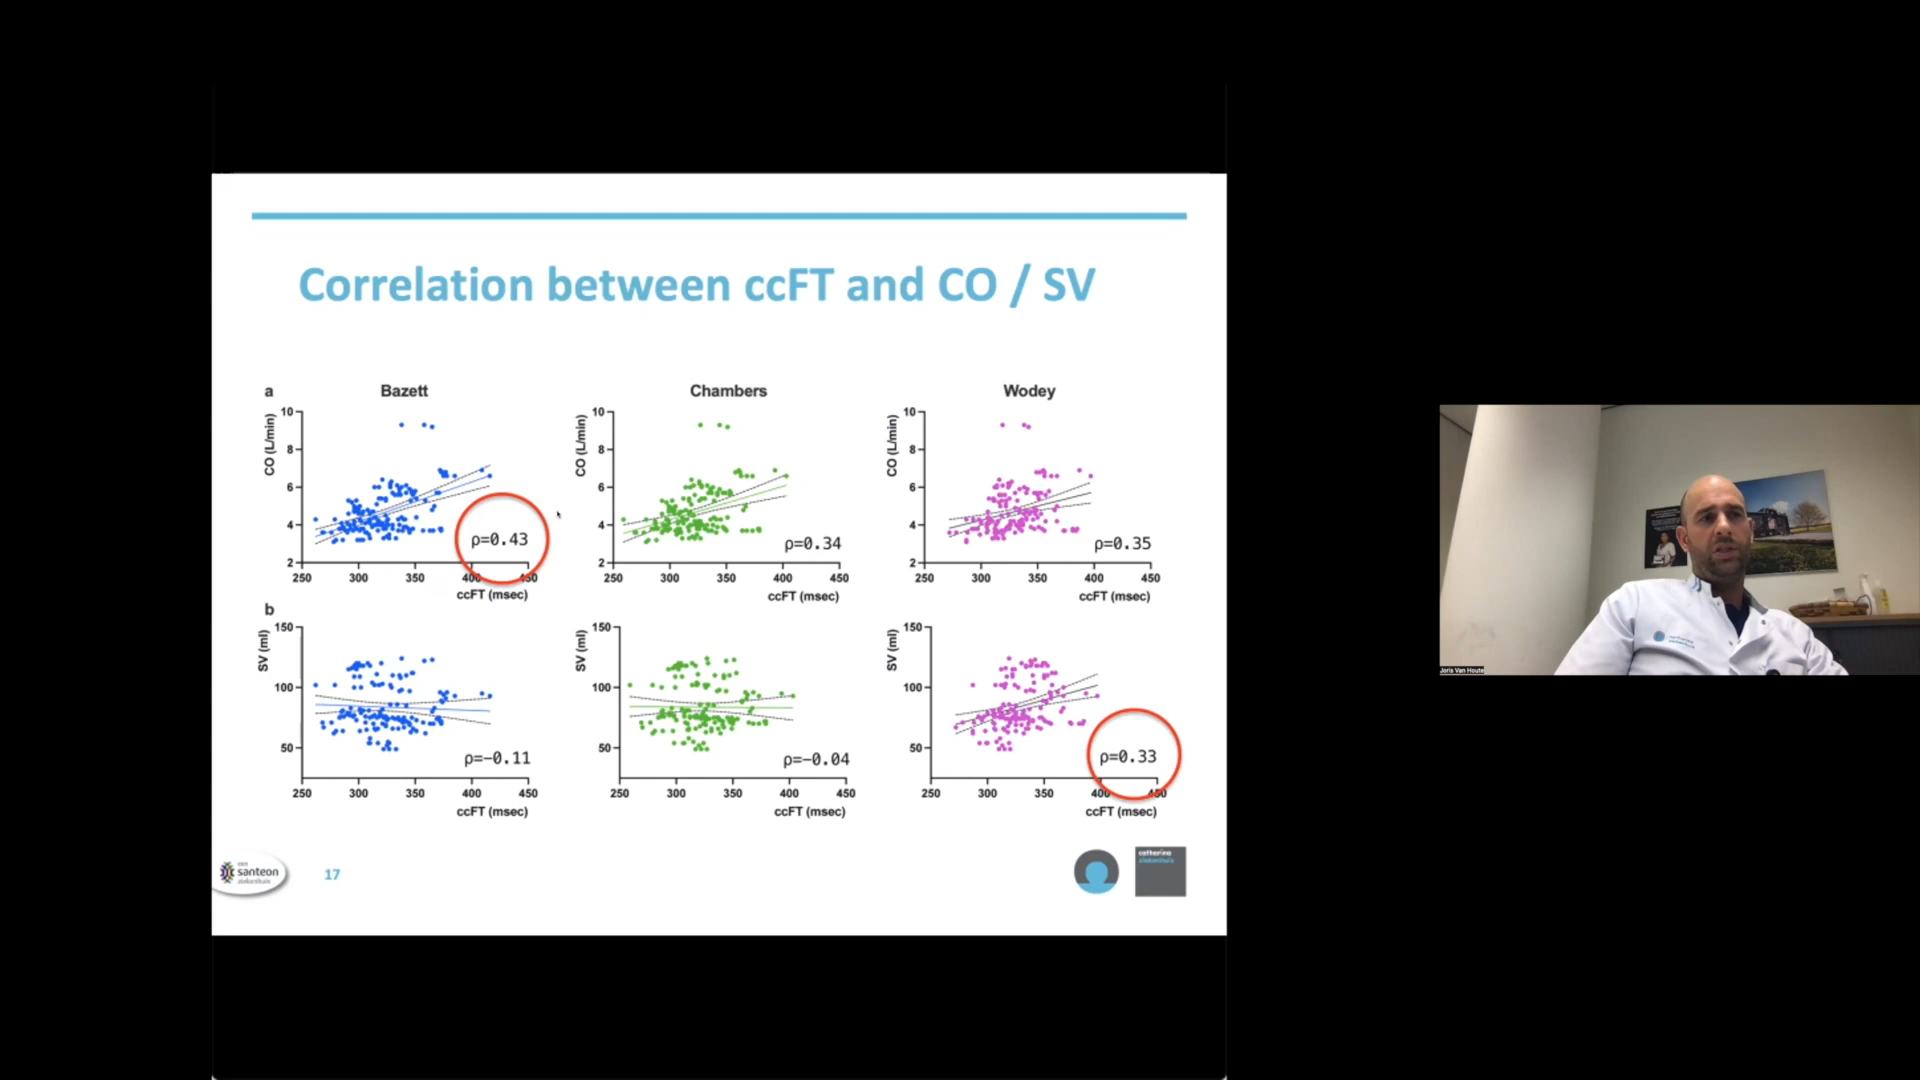 Correlation between ccFT and CO / SV
a
Bazett
Chambers
Wodey
CO (L/min)
10
8
6
4
2
ρ=0.43
250 300 350 400 450
ccFT (msec)
CO (L/min)
10
8
6
4
2
ρ=0.34
250 300 350 400 450
ccFT (msec)
CO (L/min)
10
8
6
4
2
ρ=0.35
250 300 350 400 450
ccFT (msec)
b
SV (ml)
150
100
50
ρ=-0.11
250 300 350 400 450
ccFT (msec)
SV (ml)
150
100
50
ρ=-0.04
250 300 350 400 450
ccFT (msec)
SV (ml)
150
100
50
ρ=0.33
250 300 350 400 450
ccFT (msec)
een
santeon
ziekenhuis
17
catharina
ziekenhuis
Joris Van Houte